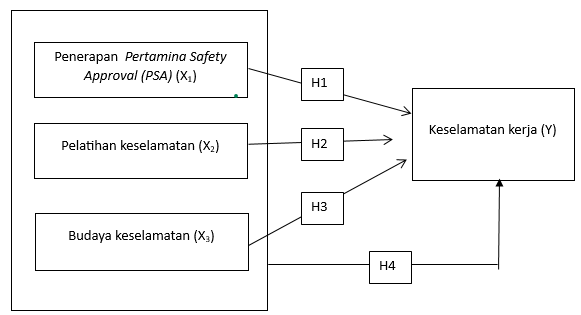 Penerapan Pertamina Safety
Approval (PSA) (X₁)
H1
Pelatihan keselamatan (X₂)
H2
Keselamatan kerja (Y)
Budaya keselamatan (X₃)
H3
H4